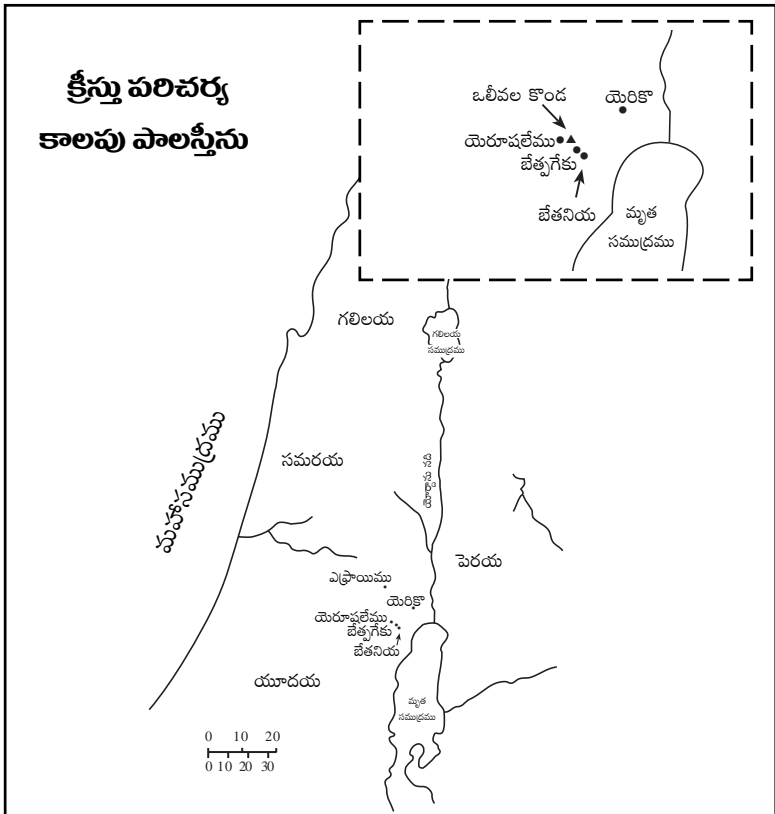 క్రీస్తు పరిచర్య
కాలపు పాలస్తీను
ఒలీవల కొండ
యెరికొ
యెరూషలేము
బేత్పగేకు
బేతనియ
మృత
సముద్రము
గలిలయ
గలిలయ
సముద్రము
మహాసముద్రము
సమరయ
పెరయ
ఎఫ్రాయిము
యెరికొ
యెరూషలేము
బేత్పగేకు
బేతనియ
యూదయ
మృత
సముద్రము
0 10 20
0 10 20 30